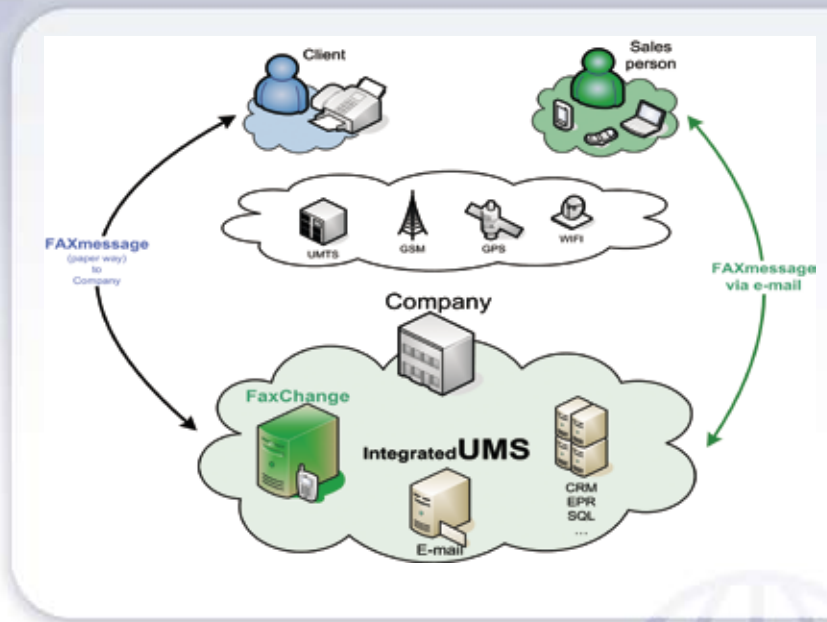 Client
Sales
person
UMTS
GSM
GPS
WIFI
FAXmessage
(paper way)
to
Company
FAXmessage
via e-mail
Company
FaxChange
IntegratedUMS
CRM
EPR
SQL
...
E-mail